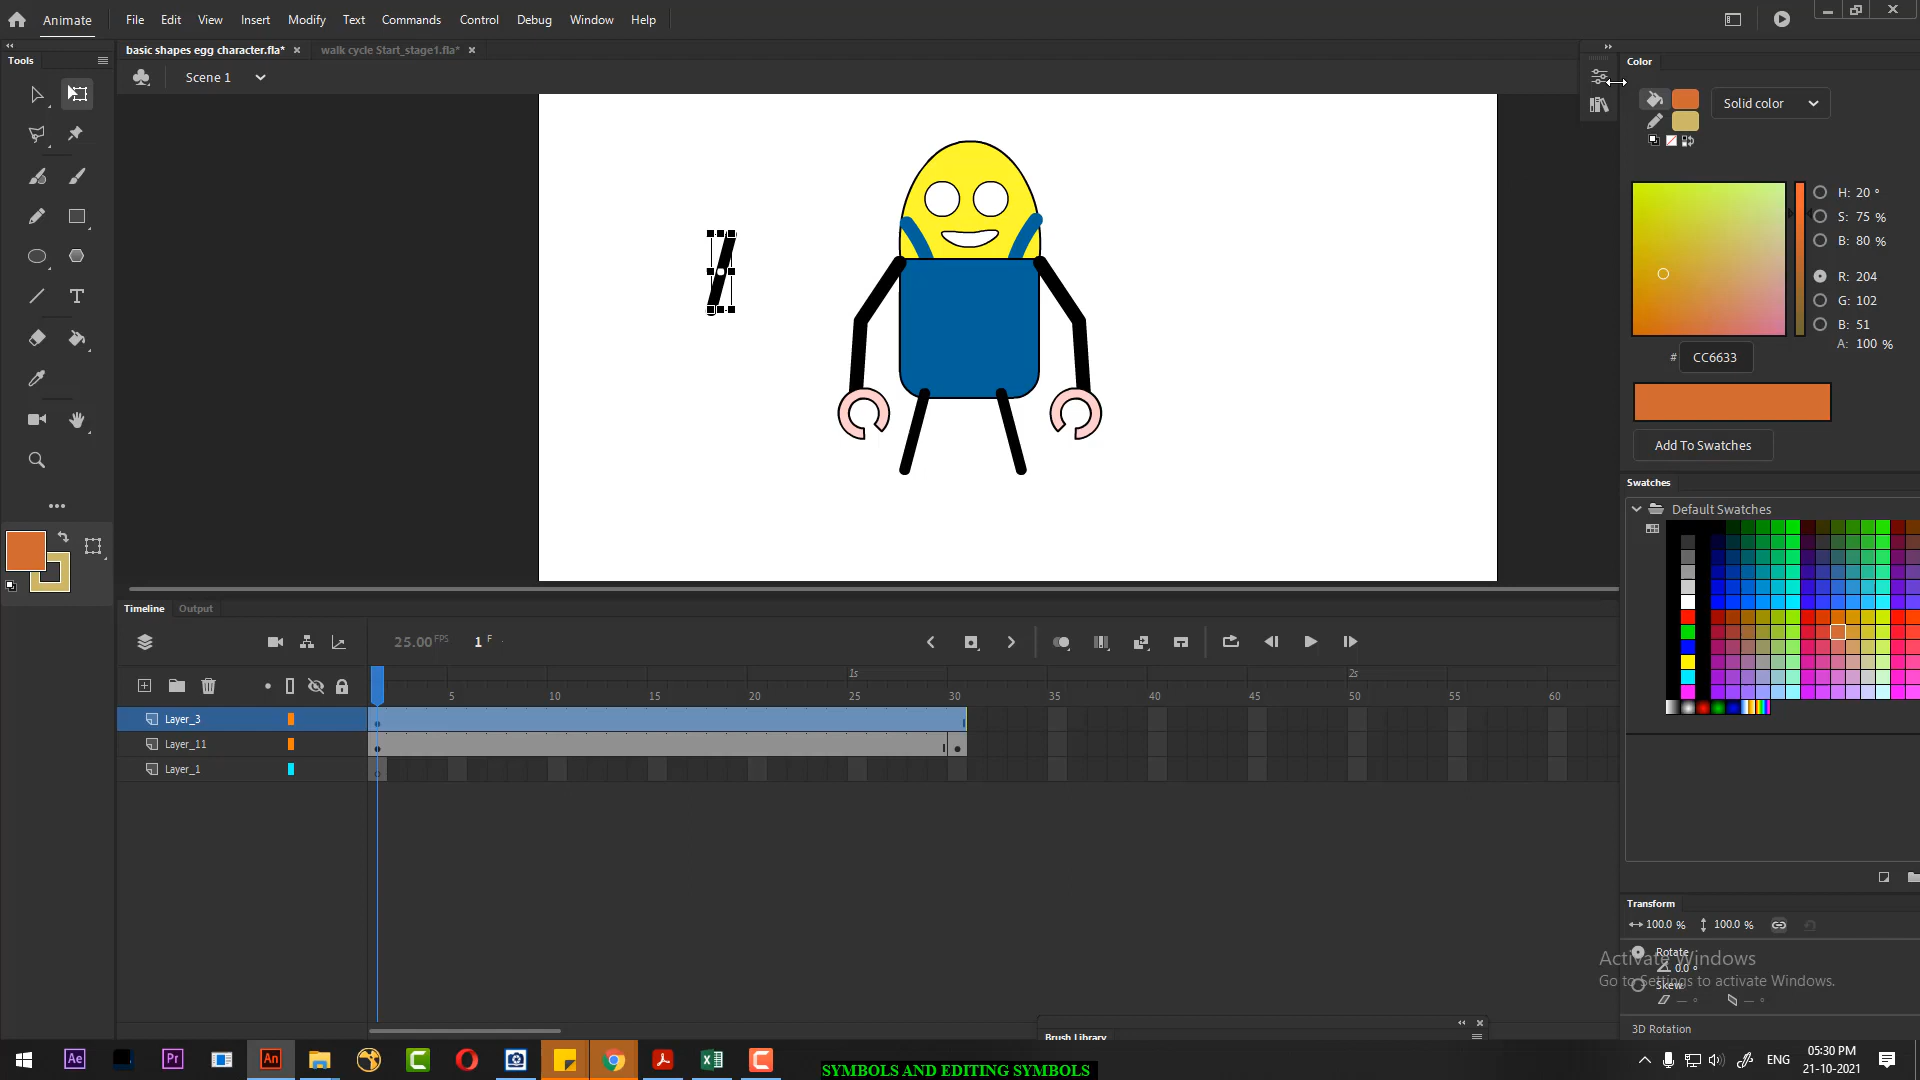 Animate File Edit View Insert Modify Text Commands Control Debug Window Help
basic shapes egg character.fla* walk cycle Start_stage1.fla*
Tools
Scene 1
Color
Solid color
H: 20 °
S: 75 %
B: 80 %
R: 204
G: 102
B: 51
A: 100 %
# CC6633
Add To Swatches
Swatches
Default Swatches
Timeline Output
25.00 FPS 1 F
1s 2s
5 10 15 20 25 30 35 40 45 50 55 60
Layer_3
Layer_11
Layer_1
Transform
100.0 % 100.0 %
Rotate
0.0 °
Skew
Activate Windows
Go to Settings to activate Windows.
3D Rotation
Brush Library
Ae Pr An
SYMBOLS AND EDITING SYMBOLS
ENG
05:30 PM
21-10-2021